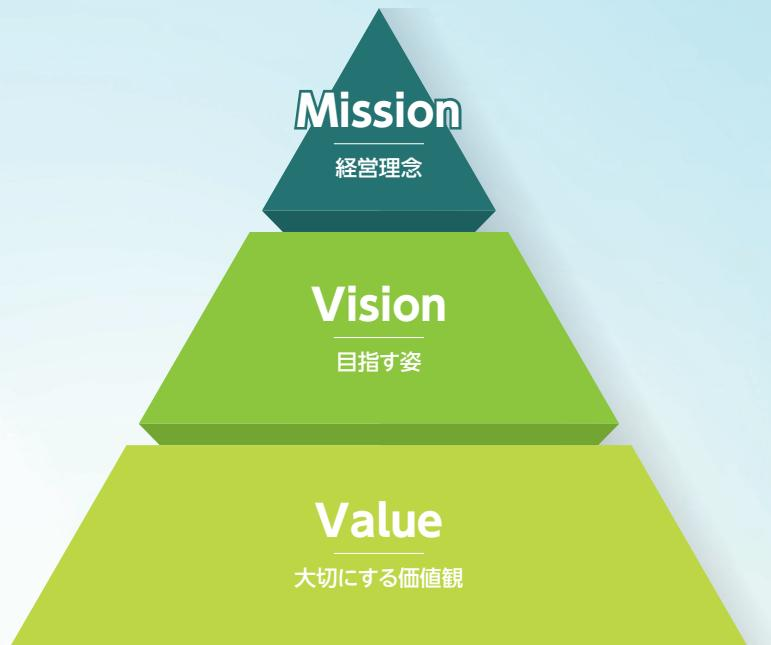 Mission
経営理念
Vision
目指す姿
Value
大切にする価値観